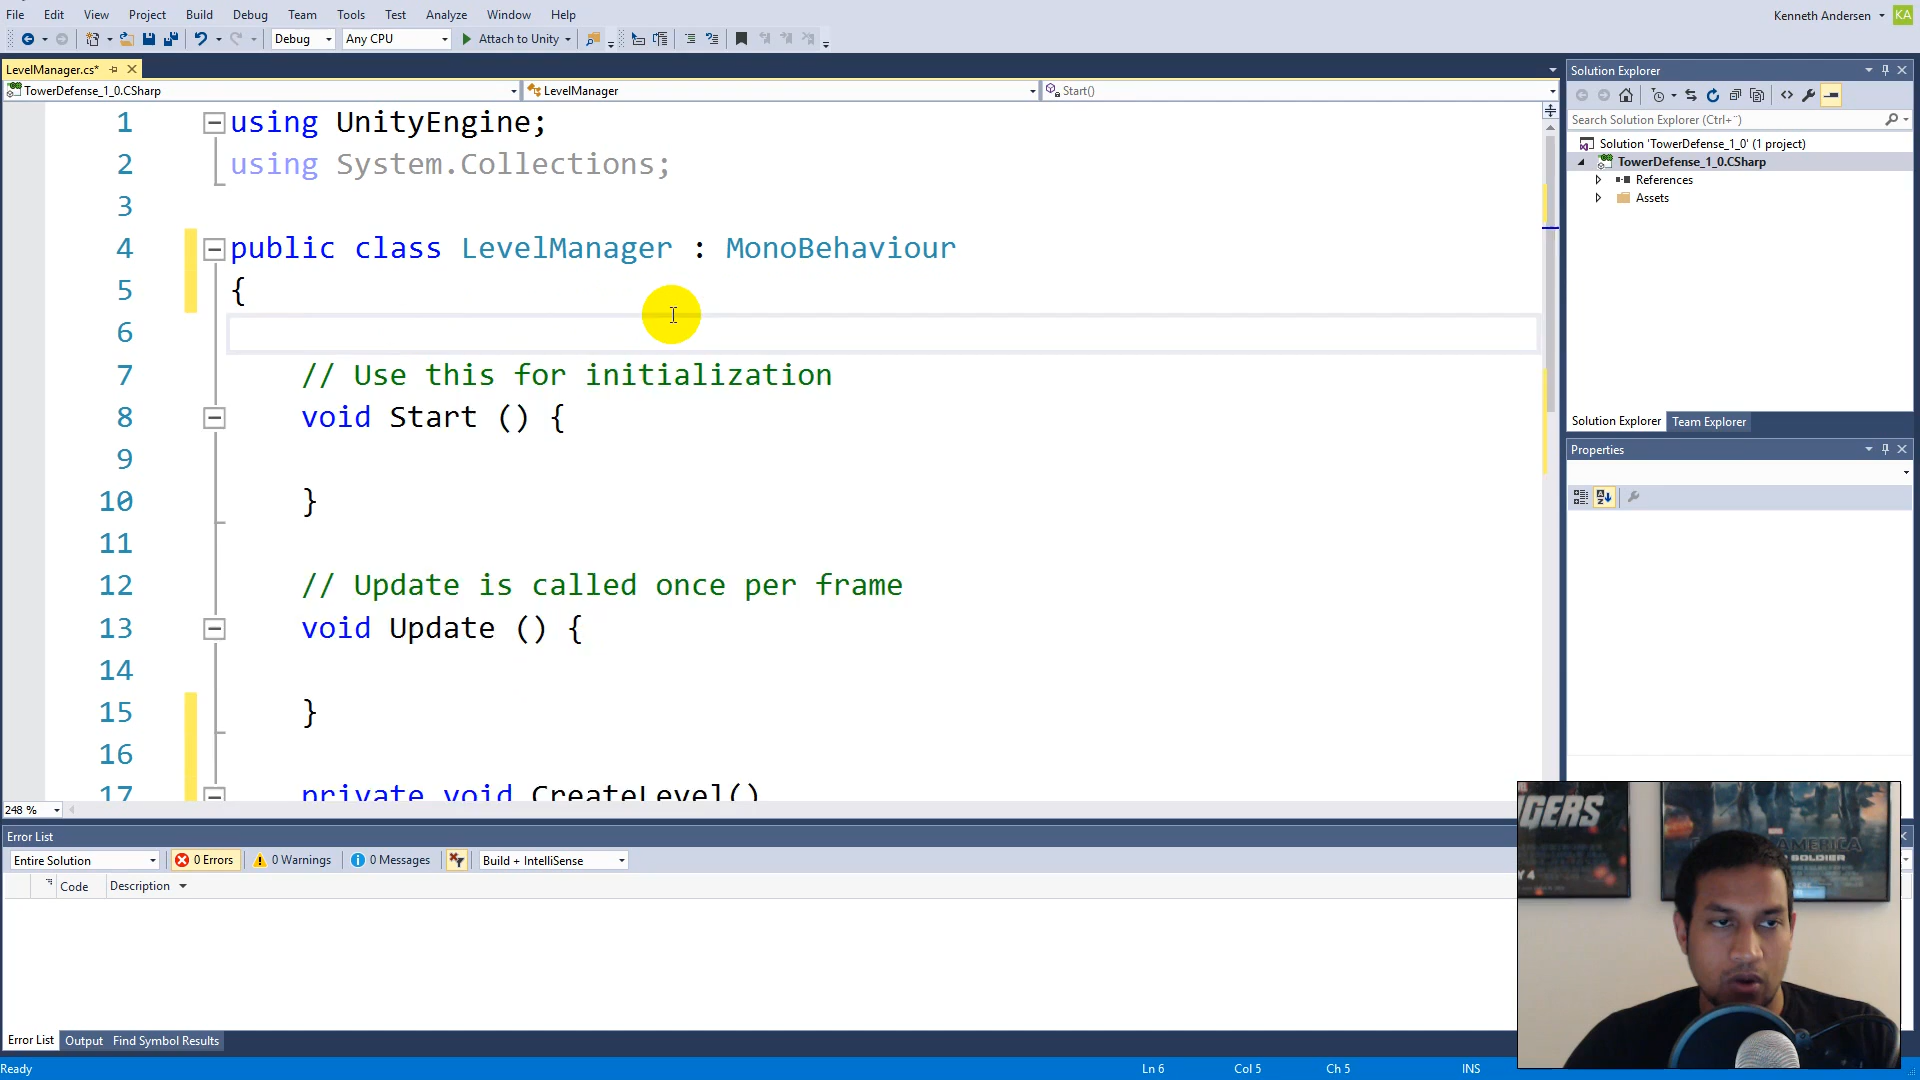 File Edit View Project Build Debug Team Tools Test Analyze Window Help
Kenneth Andersen KA
Debug Any CPU Attach to Unity
LevelManager.cs*
TowerDefense_1_0.CSharp LevelManager Start()
1 using UnityEngine;
2 using System.Collections;
3
4 public class LevelManager : MonoBehaviour
5 {
6
7 // Use this for initialization
8 void Start () {
9
10 }
11
12 // Update is called once per frame
13 void Update () {
14
15 }
16
17 private void CreateLevel()
248 %
Solution Explorer
Search Solution Explorer (Ctrl+¨)
Solution 'TowerDefense_1_0' (1 project)
TowerDefense_1_0.CSharp
References
Assets
Solution Explorer Team Explorer
Properties
Error List
Entire Solution 0 Errors 0 Warnings 0 Messages Build + IntelliSense
Code Description
Error List Output Find Symbol Results
Ready Ln 6 Col 5 Ch 5 INS
GERS
Y 4
AMERICA
SOLDIER